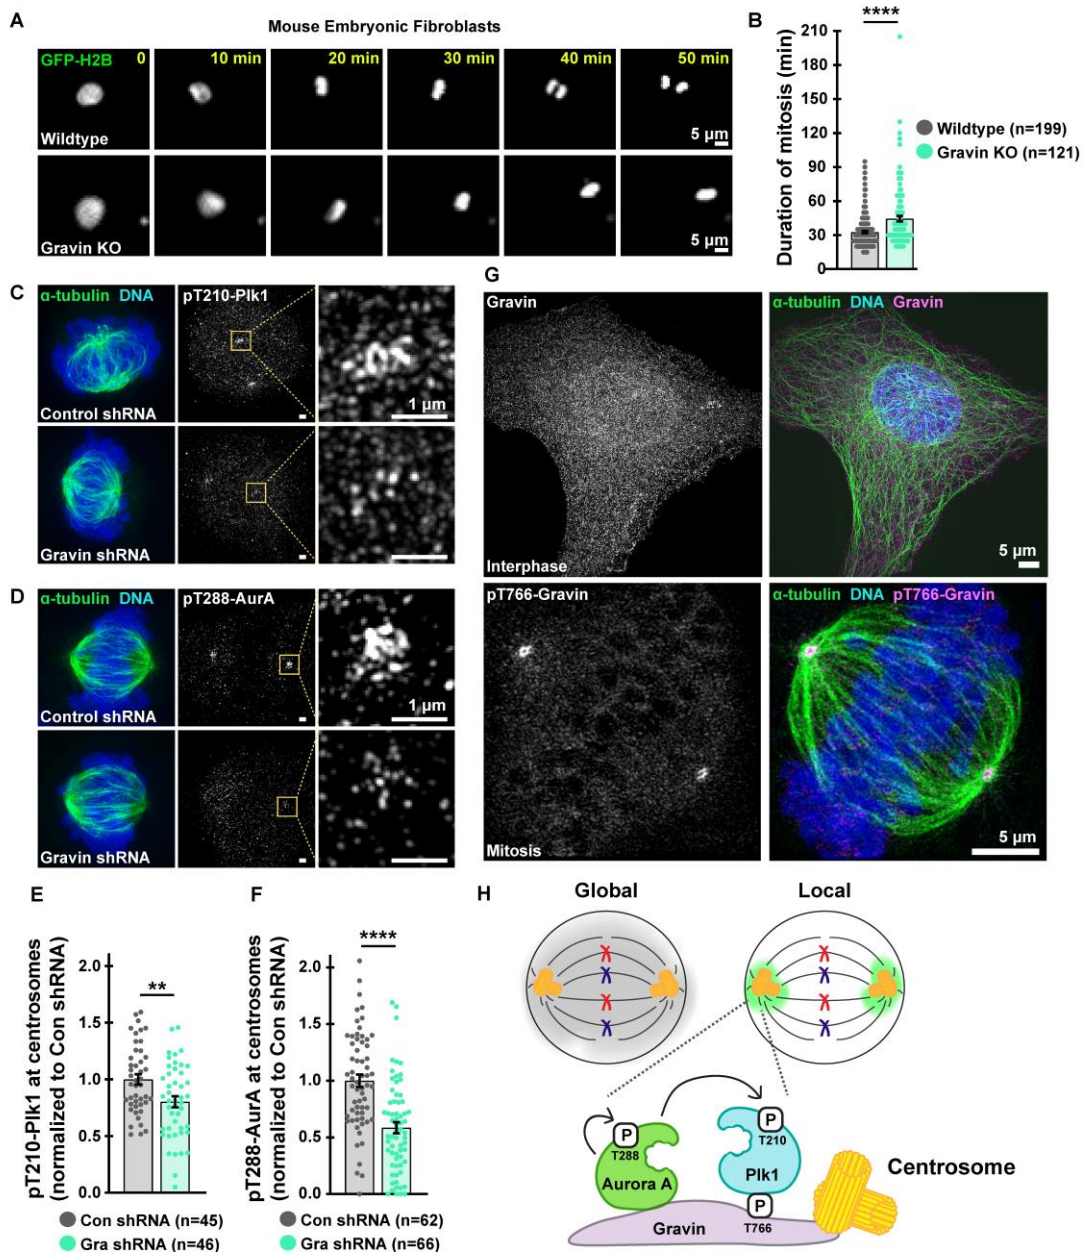 A
Mouse Embryonic Fibroblasts
GFP-H2B
0
10 min
20 min
30 min
40 min
50 min
Wildtype
5 µm
Gravin KO
5 µm
B
****
Duration of mitosis (min)
210
180
150
120
90
60
30
0
Wildtype (n=199)
Gravin KO (n=121)
C
α-tubulin DNA
pT210-Plk1
Control shRNA
1 µm
Gravin shRNA
D
α-tubulin DNA
pT288-AurA
Control shRNA
1 µm
Gravin shRNA
G
Gravin
α-tubulin DNA Gravin
Interphase
5 µm
pT766-Gravin
α-tubulin DNA pT766-Gravin
Mitosis
5 µm
E
pT210-Plk1 at centrosomes
(normalized to Con shRNA)
2.0
1.5
1.0
0.5
0.0
**
Con shRNA (n=45)
Gra shRNA (n=46)
F
pT288-AurA at centrosomes
(normalized to Con shRNA)
2.0
1.5
1.0
0.5
0.0
****
Con shRNA (n=62)
Gra shRNA (n=66)
H
Global
Local
P
T288
Aurora A
P
T210
Plk1
P
T766
Gravin
Centrosome